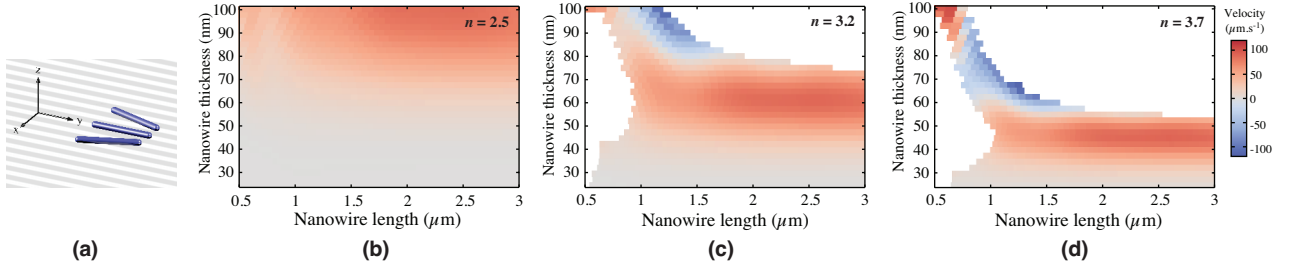 z
y
x
(a)
Nanowire thickness (nm)
100
90
80
70
60
50
40
30
n = 2.5
0.5 1 1.5 2 2.5 3
Nanowire length (μm)
(b)
Nanowire thickness (nm)
100
90
80
70
60
50
40
30
n = 3.2
0.5 1 1.5 2 2.5 3
Nanowire length (μm)
(c)
Nanowire thickness (nm)
100
90
80
70
60
50
40
30
n = 3.7
0.5 1 1.5 2 2.5 3
Nanowire length (μm)
(d)
Velocity
(μm.s⁻¹)
100
50
0
-50
-100